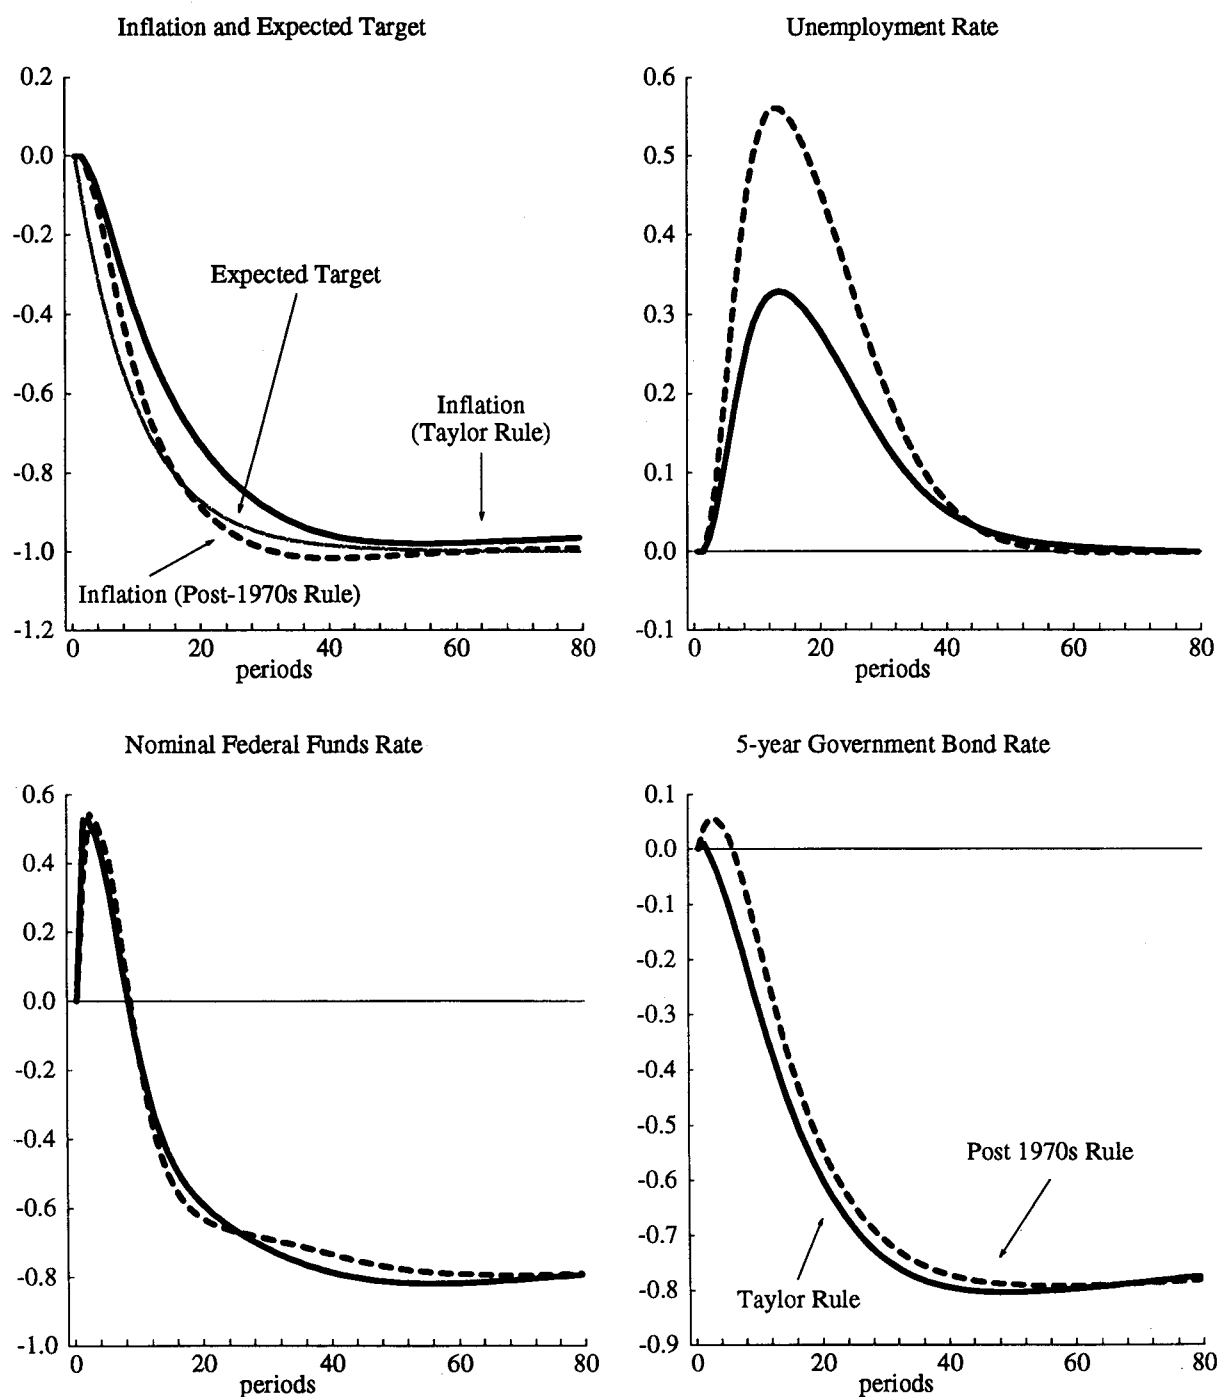 Inflation and Expected Target
0.2
0.0
-0.2
-0.4
-0.6
-0.8
-1.0
-1.2
Expected Target
Inflation
(Taylor Rule)
Inflation (Post-1970s Rule)
0 20 40 60 80
periods
Unemployment Rate
0.6
0.5
0.4
0.3
0.2
0.1
0.0
-0.1
0 20 40 60 80
periods
Nominal Federal Funds Rate
0.6
0.4
0.2
0.0
-0.2
-0.4
-0.6
-0.8
-1.0
0 20 40 60 80
periods
5-year Government Bond Rate
0.1
0.0
-0.1
-0.2
-0.3
-0.4
-0.5
-0.6
-0.7
-0.8
-0.9
Post 1970s Rule
Taylor Rule
0 20 40 60 80
periods